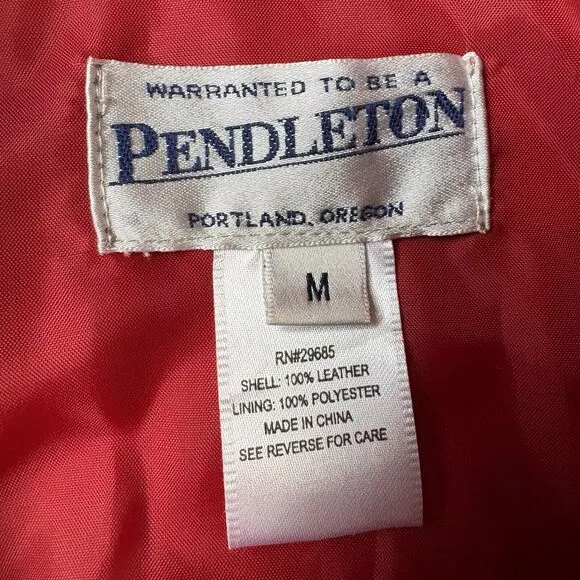 WARRANTED TO BE A
PENDLETON
PORTLAND, OREGON
M
RN#29685
SHELL: 100% LEATHER
LINING: 100% POLYESTER
MADE IN CHINA
SEE REVERSE FOR CARE